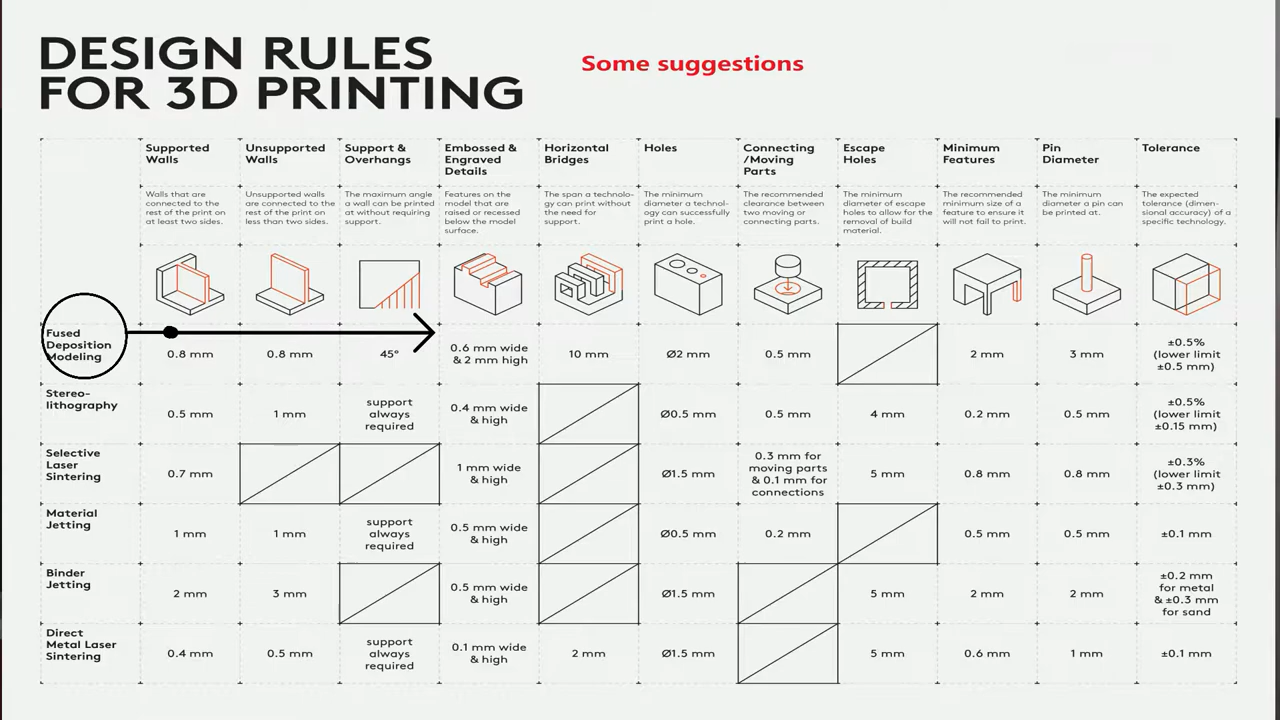 DESIGN RULES
FOR 3D PRINTING
Some suggestions
Supported
Walls
Unsupported
Walls
Support &
Overhangs
Embossed &
Engraved
Details
Horizontal
Bridges
Holes
Connecting
/Moving
Parts
Escape
Holes
Minimum
Features
Pin
Diameter
Tolerance
Walls that are
connected to the
rest of the print on
at least two sides.
Unsupported walls
are connected to the
rest of the print on
less than two sides.
The maximum angle
a wall can be printed
at without requiring
support.
Features on the
model that are
raised or recessed
below the model
surface.
The span a technolo-
gy can print without
the need for
support.
The minimum
diameter a technol-
ogy can successfully
print a hole.
The recommended
clearance between
two moving or
connecting parts.
The minimum
diameter of escape
holes to allow for the
removal of build
material.
The recommended
minimum size of a
feature to ensure it
will not fail to print.
The minimum
diameter a pin can
be printed at.
The expected
tolerance (dimen-
sional accuracy) of a
specific technology.
Fused
Deposition
Modeling
0.8 mm
0.8 mm
45°
0.6 mm wide
& 2 mm high
10 mm
Ø2 mm
0.5 mm
2 mm
3 mm
±0.5%
(lower limit
±0.5 mm)
Stereo-
lithography
0.5 mm
1 mm
support
always
required
0.4 mm wide
& high
Ø0.5 mm
0.5 mm
4 mm
0.2 mm
0.5 mm
±0.5%
(lower limit
±0.15 mm)
Selective
Laser
Sintering
0.7 mm
1 mm wide
& high
Ø1.5 mm
0.3 mm for
moving parts
& 0.1 mm for
connections
5 mm
0.8 mm
0.8 mm
±0.3%
(lower limit
±0.3 mm)
Material
Jetting
1 mm
1 mm
support
always
required
0.5 mm wide
& high
Ø0.5 mm
0.2 mm
0.5 mm
0.5 mm
±0.1 mm
Binder
Jetting
2 mm
3 mm
0.5 mm wide
& high
Ø1.5 mm
5 mm
2 mm
2 mm
±0.2 mm
for metal
& ±0.3 mm
for sand
Direct
Metal Laser
Sintering
0.4 mm
0.5 mm
support
always
required
0.1 mm wide
& high
2 mm
Ø1.5 mm
5 mm
0.6 mm
1 mm
±0.1 mm